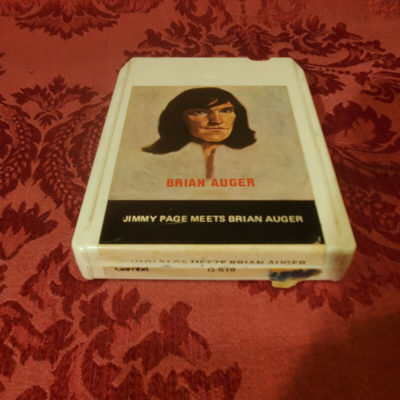 BRIAN AUGER
JIMMY PAGE MEETS BRIAN AUGER
JIMMY PAGE MEETS BRIAN AUGER
G-518